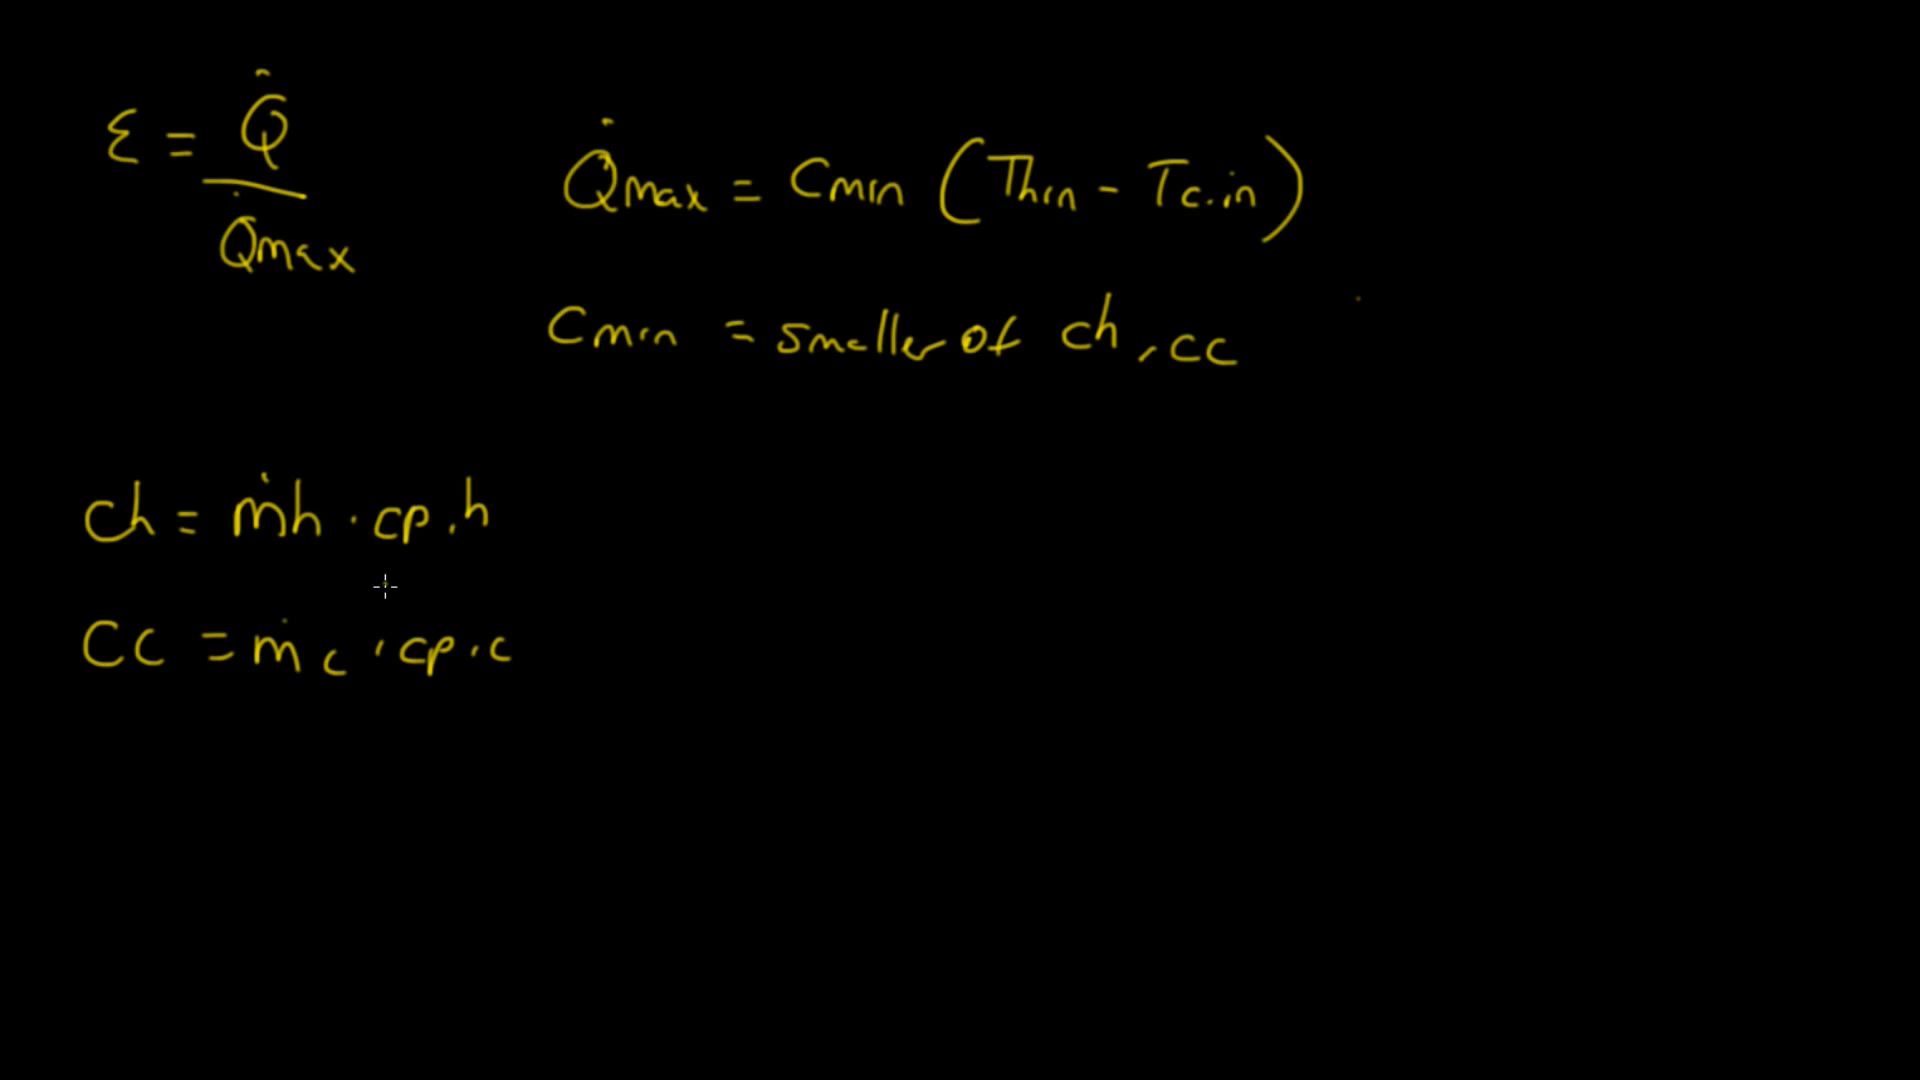 ε = Q̇ / Q̇max
Q̇max = Cmin (Th in - Tc.in)
Cmin = smaller of ch, cc
ch = ṁh · cp.h
Cc = ṁc · cp.c